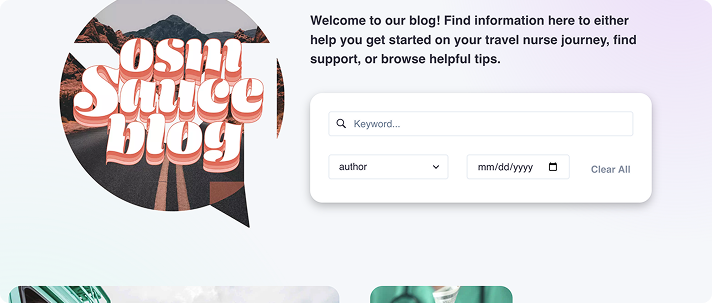 osm
Sauce
blog
Welcome to our blog! Find information here to either
help you get started on your travel nurse journey, find
support, or browse helpful tips.
Keyword...
author
mm/dd/yyyy
Clear All